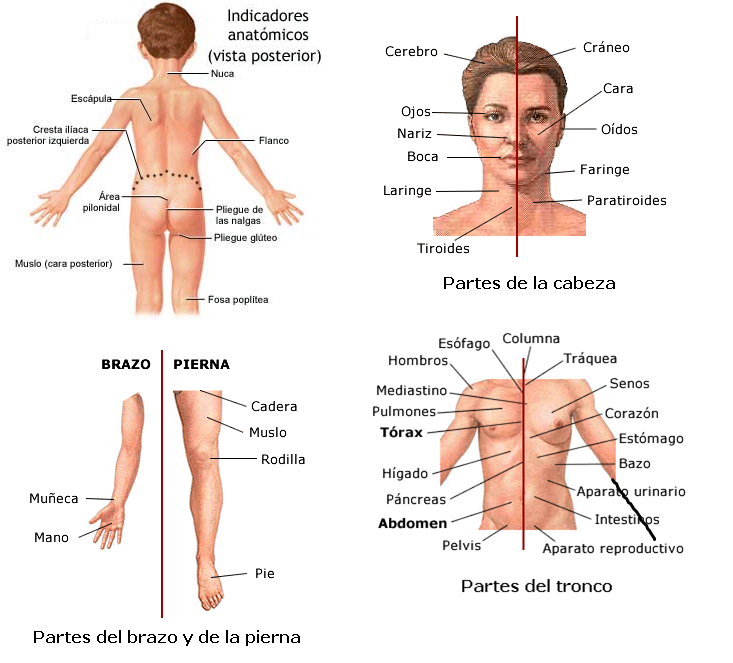 Indicadores
anatómicos
(vista posterior)
Nuca
Escápula
Cresta ilíaca
posterior izquierda
Flanco
Área
pilonidal
Pliegue de
las nalgas
Pliegue glúteo
Muslo (cara posterior)
Fosa poplítea
Cerebro
Cráneo
Cara
Ojos
Nariz
Oídos
Boca
Faringe
Laringe
Paratiroides
Tiroides
Partes de la cabeza
BRAZO
PIERNA
Cadera
Muslo
Rodilla
Muñeca
Mano
Pie
Partes del brazo y de la pierna
Columna
Esófago
Tráquea
Hombros
Mediastino
Senos
Pulmones
Corazón
Tórax
Estómago
Hígado
Bazo
Páncreas
Aparato urinario
Abdomen
Intestinos
Pelvis
Aparato reproductivo
Partes del tronco